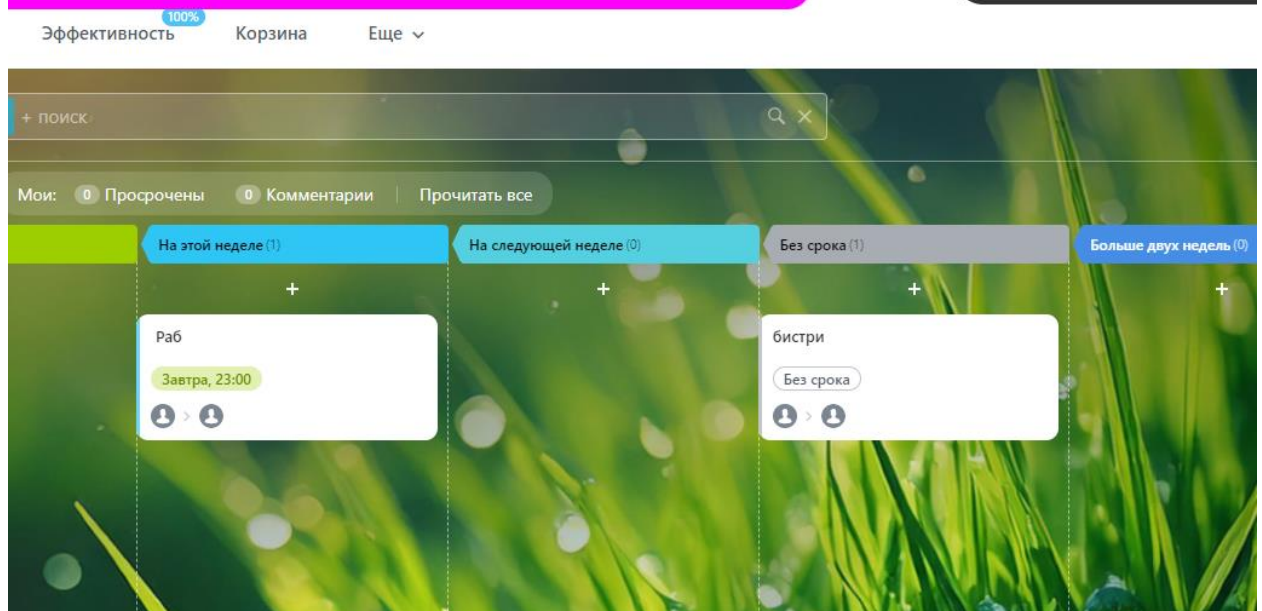 100%
Эффективность Корзина Еще
+ поиск
Мои: 0 Просрочены 0 Комментарии Прочитать все
На этой неделе (1) На следующей неделе (0) Без срока (1) Больше двух недель (0)
+ + + +
Раб бистри
Завтра, 23:00 Без срока